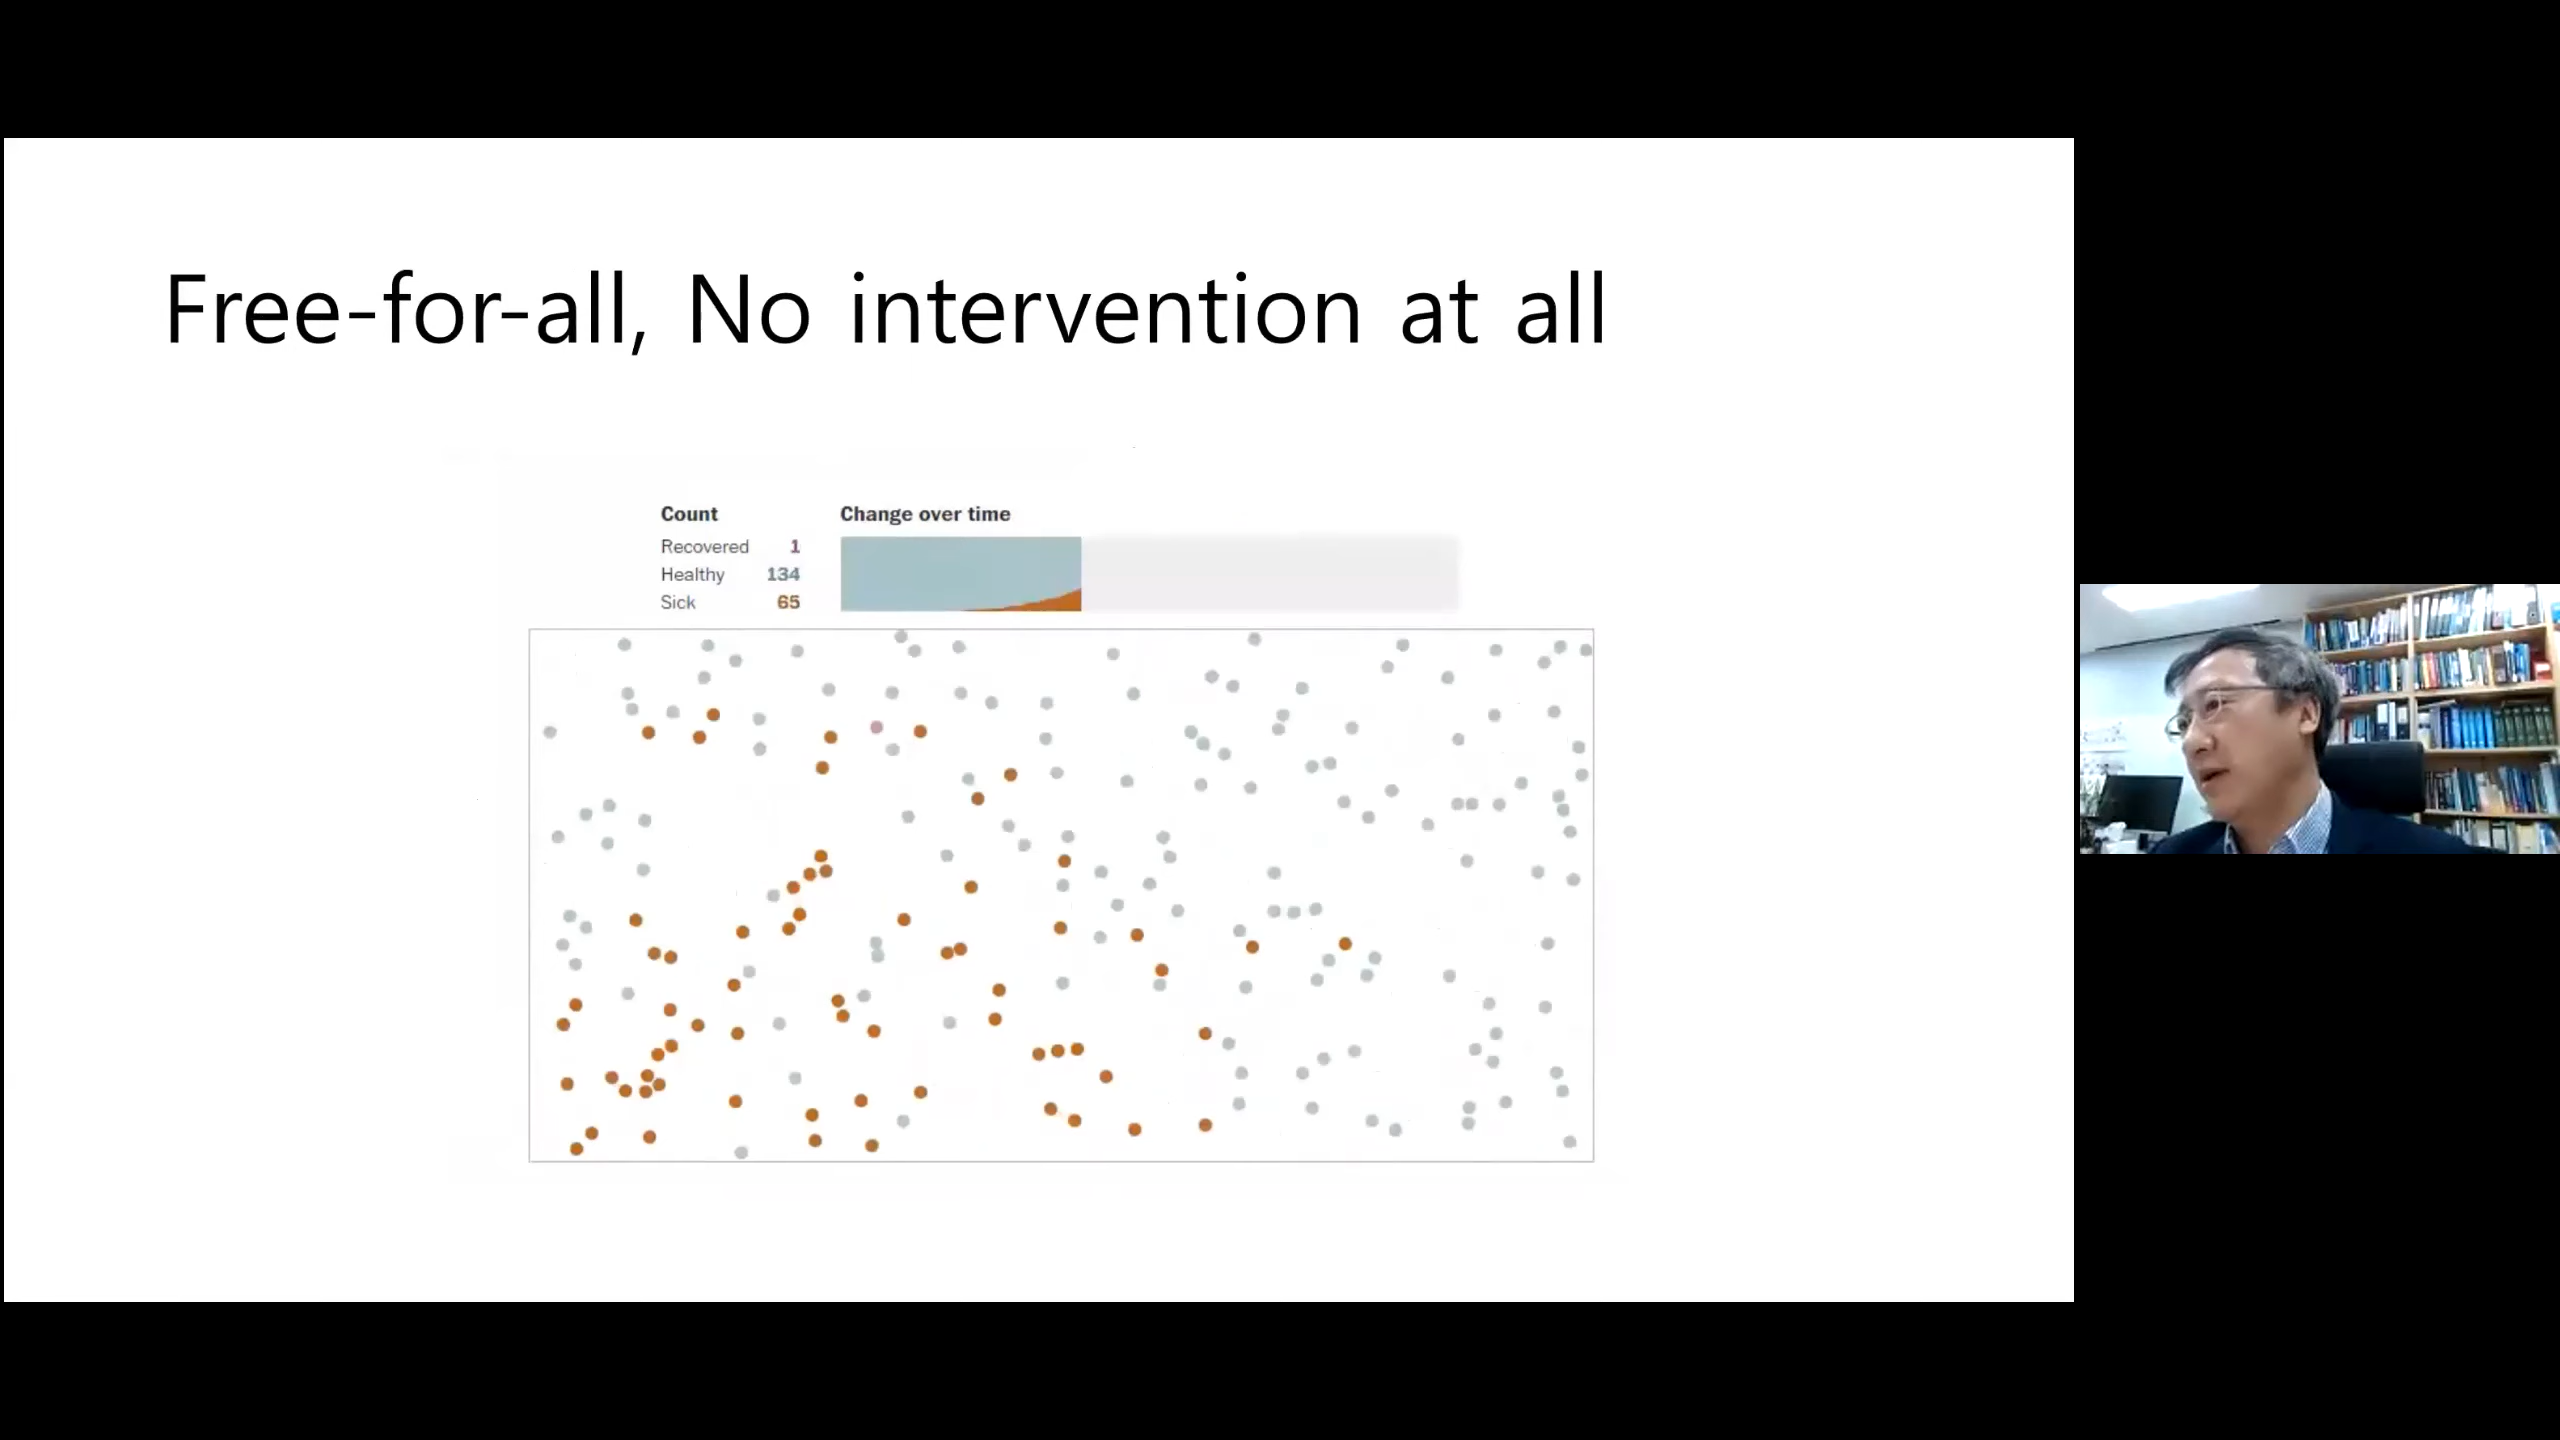 Free-for-all, No intervention at all
Count
Change over time
Recovered 1
Healthy 134
Sick 65